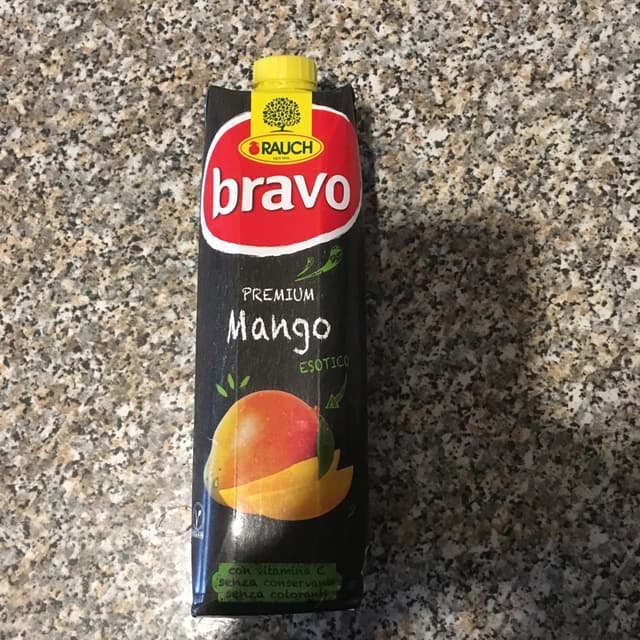 RAUCH
bravo
PREMIUM
Mango
ESOTICO
con vitamina C
senza conservanti
senza coloranti